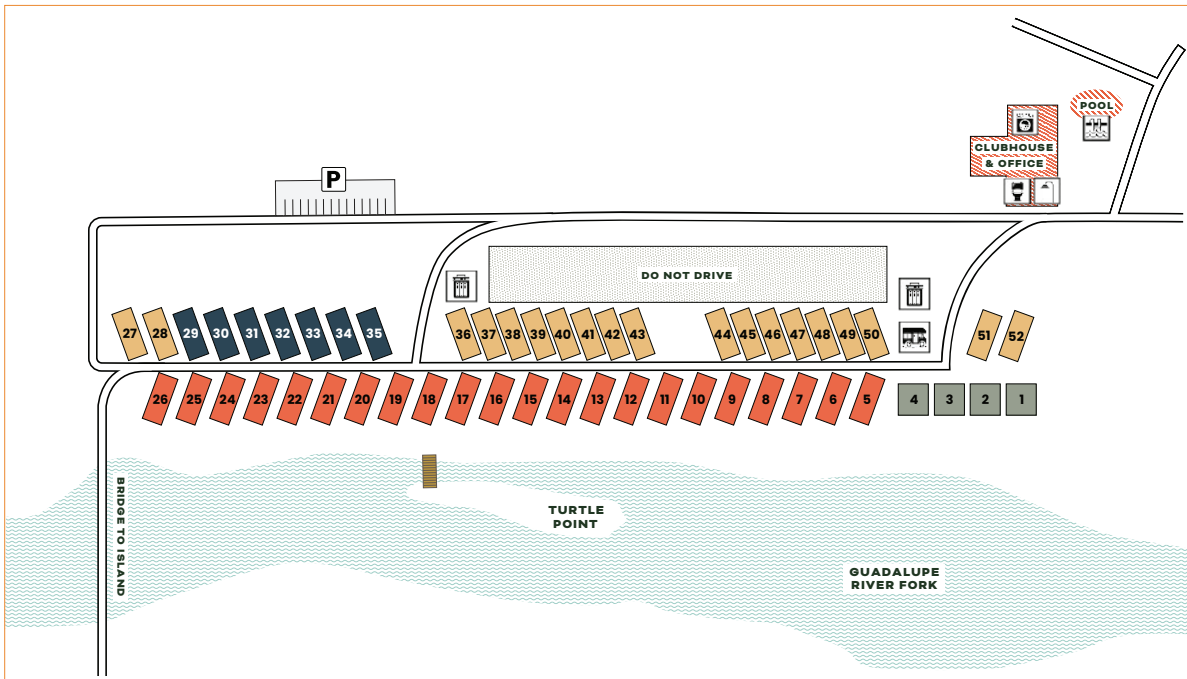 POOL
CLUBHOUSE
& OFFICE
P
DO NOT DRIVE
27 28 29 30 31 32 33 34 35 36 37 38 39 40 41 42 43 44 45 46 47 48 49 50 51 52
26 25 24 23 22 21 20 19 18 17 16 15 14 13 12 11 10 9 8 7 6 5 4 3 2 1
BRIDGE TO ISLAND
TURTLE
POINT
GUADALUPE
RIVER FORK